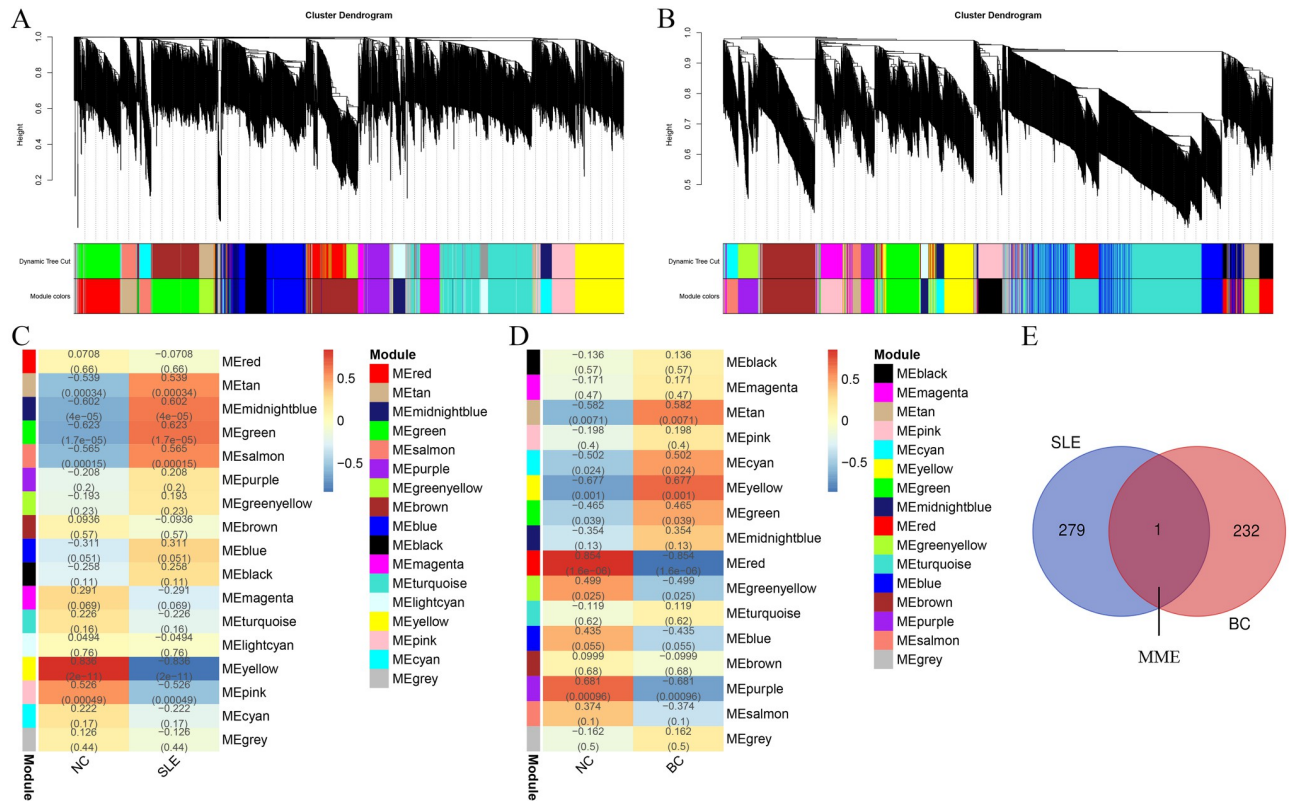 A
Cluster Dendrogram
Height
1.0
0.8
0.6
0.4
0.2
Dynamic Tree Cut
Module colors
B
Cluster Dendrogram
Height
1.0
0.9
0.8
0.7
0.6
0.5
Dynamic Tree Cut
Module colors
C
0.0708 −0.0708 MEred
(0.66) (0.66)
−0.539 0.539 MEtan
(0.00034) (0.00034)
−0.602 0.602 MEmidnightblue
(4e−05) (4e−05)
−0.623 0.623 MEgreen
(1.7e−05) (1.7e−05)
−0.565 0.565 MEsalmon
(0.00015) (0.00015)
−0.208 0.208 MEpurple
(0.2) (0.2)
−0.193 0.193 MEgreenyellow
(0.23) (0.23)
0.0936 −0.0936 MEbrown
(0.57) (0.57)
−0.311 0.311 MEblue
(0.051) (0.051)
−0.258 0.258 MEblack
(0.11) (0.11)
0.291 −0.291 MEmagenta
(0.069) (0.069)
0.226 −0.226 MEturquoise
(0.16) (0.16)
0.0494 −0.0494 MElightcyan
(0.76) (0.76)
0.836 −0.836 MEyellow
(2e−11) (2e−11)
0.526 −0.526 MEpink
(0.00049) (0.00049)
0.222 −0.222 MEcyan
(0.17) (0.17)
0.126 −0.126 MEgrey
(0.44) (0.44)
Module
NC
SLE
0.5
0
−0.5
Module
MEred
MEtan
MEmidnightblue
MEgreen
MEsalmon
MEpurple
MEgreenyellow
MEbrown
MEblue
MEblack
MEmagenta
MEturquoise
MElightcyan
MEyellow
MEpink
MEcyan
MEgrey
D
−0.136 0.136 MEblack
(0.57) (0.57)
−0.171 0.171 MEmagenta
(0.47) (0.47)
−0.582 0.582 MEtan
(0.0071) (0.0071)
−0.198 0.198 MEpink
(0.4) (0.4)
−0.502 0.502 MEcyan
(0.024) (0.024)
−0.677 0.677 MEyellow
(0.001) (0.001)
−0.465 0.465 MEgreen
(0.039) (0.039)
−0.354 0.354 MEmidnightblue
(0.13) (0.13)
0.854 −0.854 MEred
(1.6e−06) (1.6e−06)
0.499 −0.499 MEgreenyellow
(0.025) (0.025)
−0.119 0.119 MEturquoise
(0.62) (0.62)
0.435 −0.435 MEblue
(0.055) (0.055)
0.0999 −0.0999 MEbrown
(0.68) (0.68)
0.681 −0.681 MEpurple
(0.00096) (0.00096)
0.374 −0.374 MEsalmon
(0.1) (0.1)
−0.162 0.162 MEgrey
(0.5) (0.5)
Module
NC
BC
0.5
0
−0.5
Module
MEblack
MEmagenta
MEtan
MEpink
MEcyan
MEyellow
MEgreen
MEmidnightblue
MEred
MEgreenyellow
MEturquoise
MEblue
MEbrown
MEpurple
MEsalmon
MEgrey
E
SLE
279
1
232
BC
MME